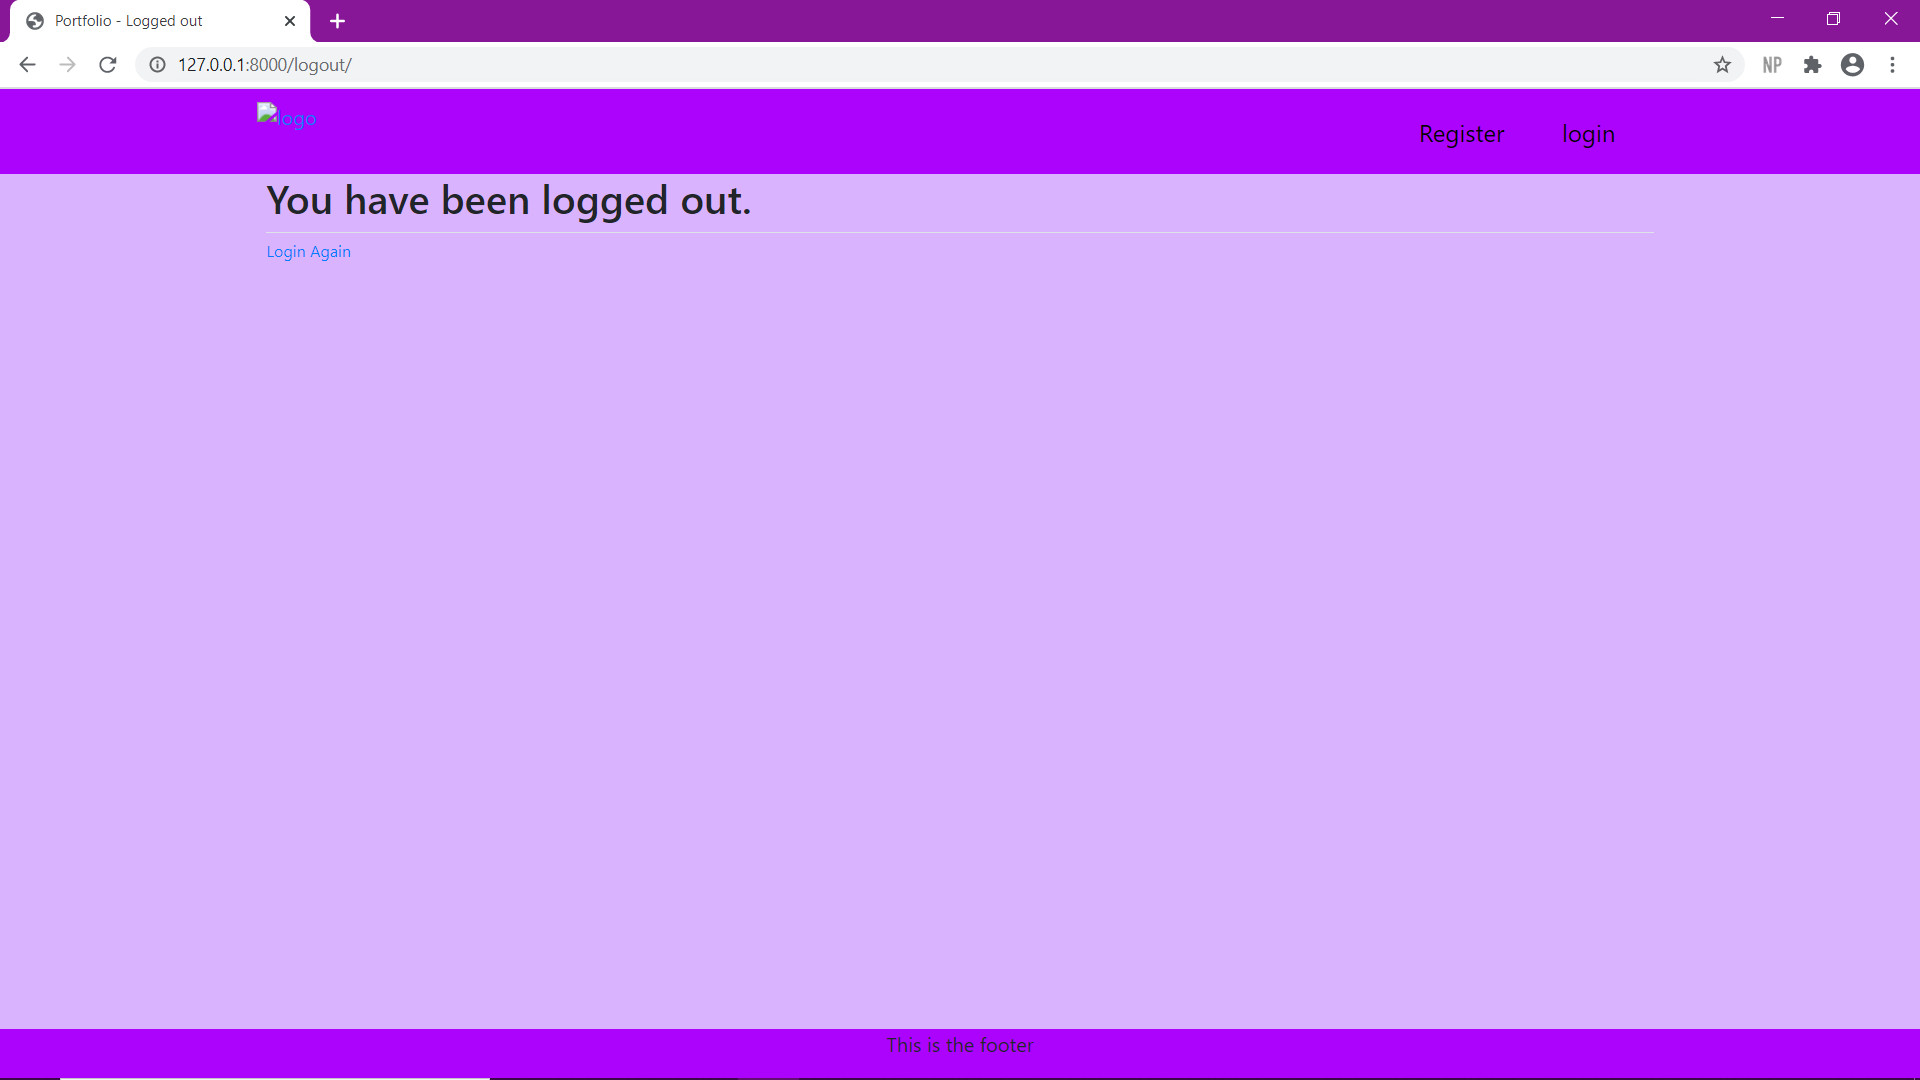 Portfolio - Logged out
127.0.0.1:8000/logout/
NP
logo
Register
login
You have been logged out.
Login Again
This is the footer